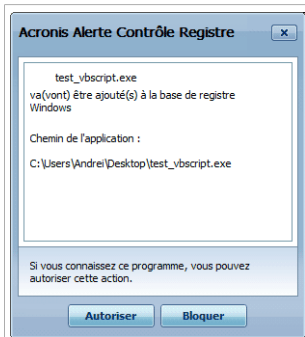 Acronis Alerte Contrôle Registre
test_vbscript.exe
va(vont) être ajouté(s) à la base de registre
Windows
Chemin de l'application :
C:\Users\Andrei\Desktop\test_vbscript.exe
Si vous connaissez ce programme, vous pouvez
autoriser cette action.
Autoriser
Bloquer